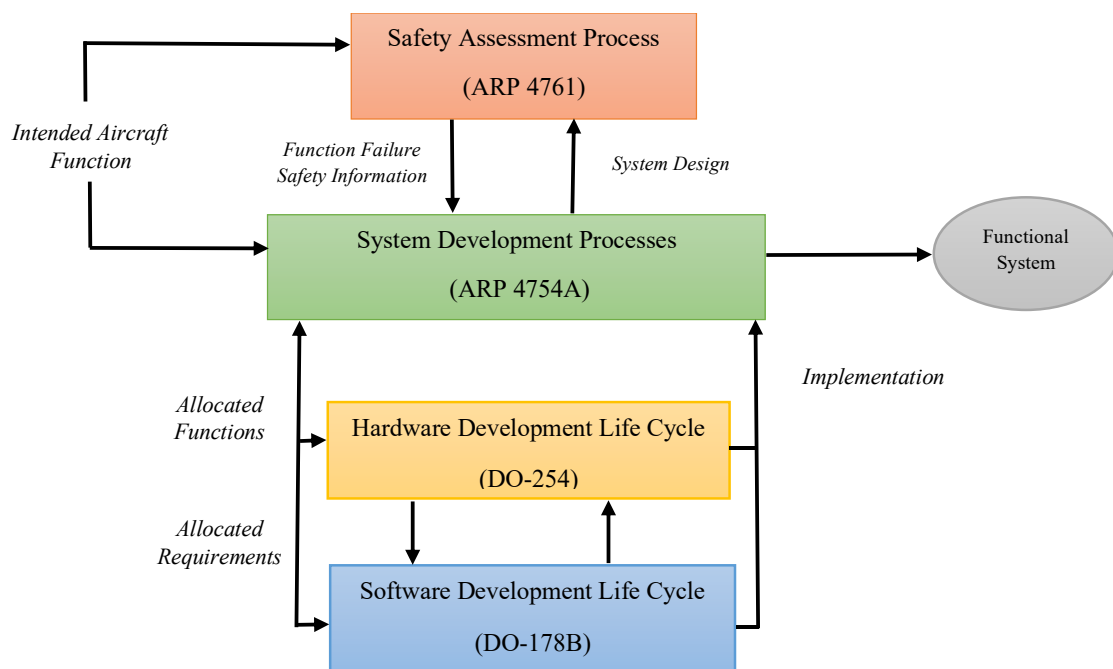 Safety Assessment Process
(ARP 4761)
Intended Aircraft
Function
Function Failure
Safety Information
System Design
System Development Processes
(ARP 4754A)
Functional
System
Implementation
Allocated
Functions
Hardware Development Life Cycle
(DO-254)
Allocated
Requirements
Software Development Life Cycle
(DO-178B)